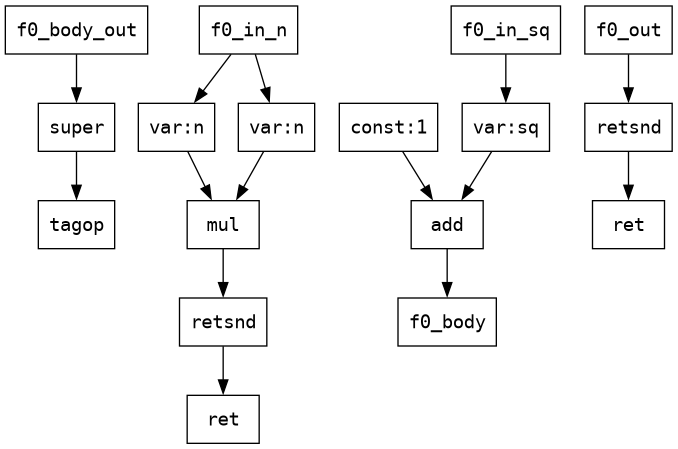 f0_body_out
f0_in_n
f0_in_sq
f0_out
super
var:n
var:n
const:1
var:sq
retsnd
tagop
mul
add
ret
retsnd
f0_body
ret